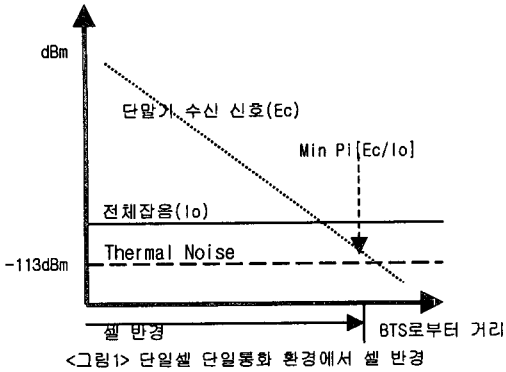 dBm
단말기 수산 신호(Ec)
Min Pi[Ec/Io]
전체잡음(Io)
Thermal Noise
-113dBm
셀 반경
BTS로부터 거리
<그림1> 단일셀 단일통화 환경에서 셀 반경